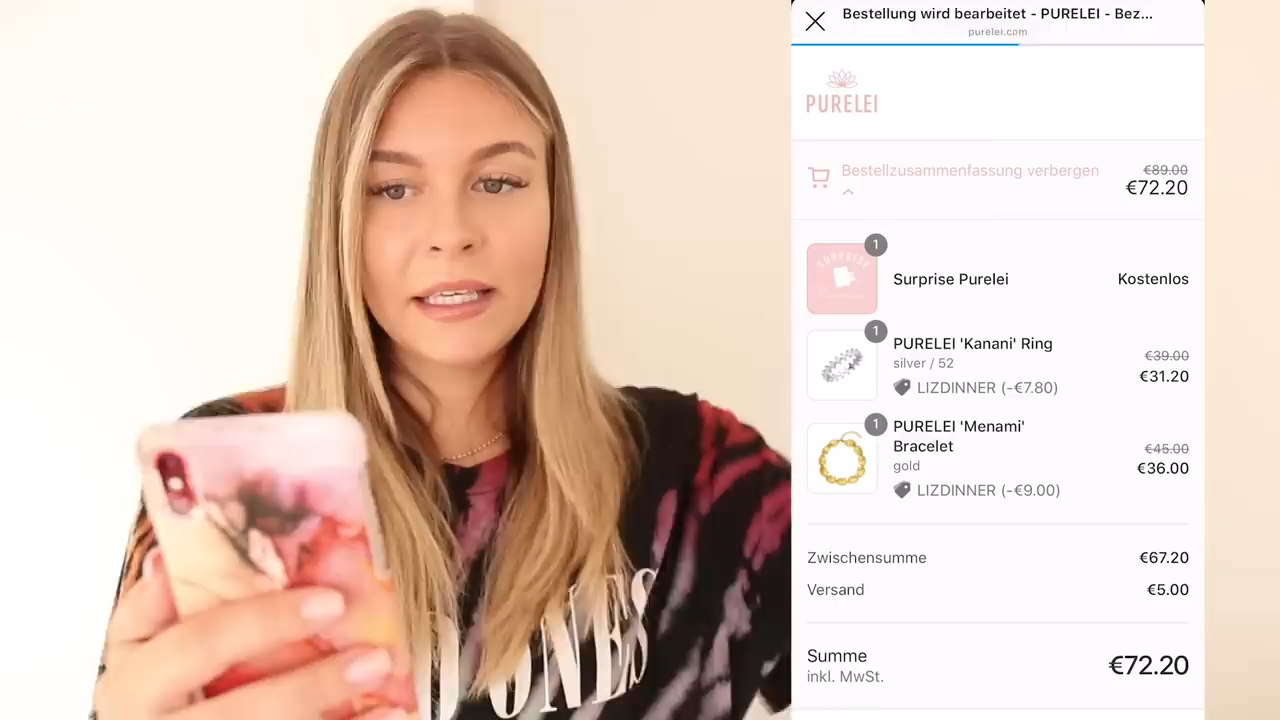 Bestellung wird bearbeitet - PURELEI - Bez...
purelei.com
PURELEI
Bestellzusammenfassung verbergen
€89.00
€72.20
1
SURPRISE
Surprise Purelei
Kostenlos
1
PURELEI 'Kanani' Ring
silver / 52
LIZDINNER (-€7.80)
€39.00
€31.20
1
PURELEI 'Menami'
Bracelet
gold
LIZDINNER (-€9.00)
€45.00
€36.00
Zwischensumme
€67.20
Versand
€5.00
Summe
inkl. MwSt.
€72.20
ONES